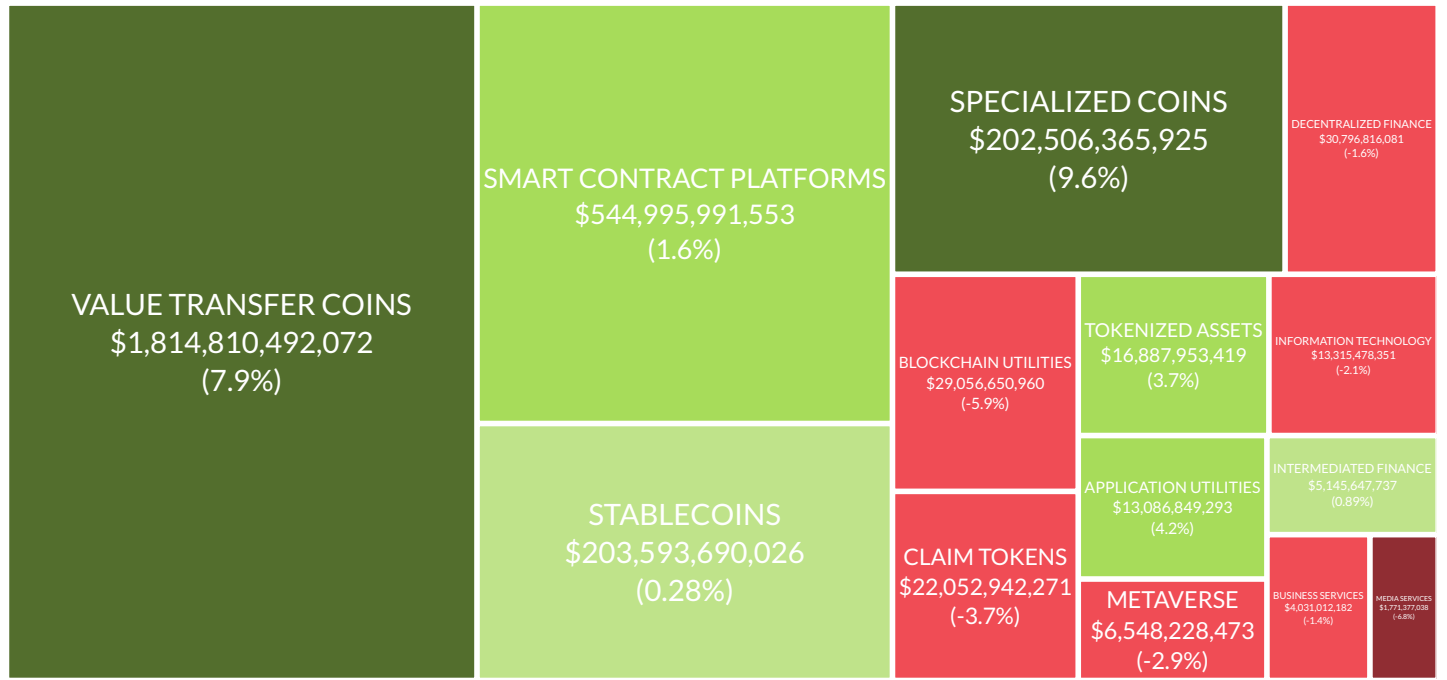 VALUE TRANSFER COINS
$1,814,810,492,072
(7.9%)
SMART CONTRACT PLATFORMS
$544,995,991,553
(1.6%)
STABLECOINS
$203,593,690,026
(0.28%)
SPECIALIZED COINS
$202,506,365,925
(9.6%)
DECENTRALIZED FINANCE
$30,796,816,081
(-1.6%)
BLOCKCHAIN UTILITIES
$29,056,650,960
(-5.9%)
CLAIM TOKENS
$22,052,942,271
(-3.7%)
TOKENIZED ASSETS
$16,887,953,419
(3.7%)
INFORMATION TECHNOLOGY
$13,315,478,351
(-2.1%)
APPLICATION UTILITIES
$13,086,849,293
(4.2%)
METAVERSE
$6,548,228,473
(-2.9%)
INTERMEDIATED FINANCE
$5,145,647,737
(0.89%)
BUSINESS SERVICES
$4,031,012,182
(-1.4%)
MEDIA SERVICES
$1,771,377,038
(-6.8%)